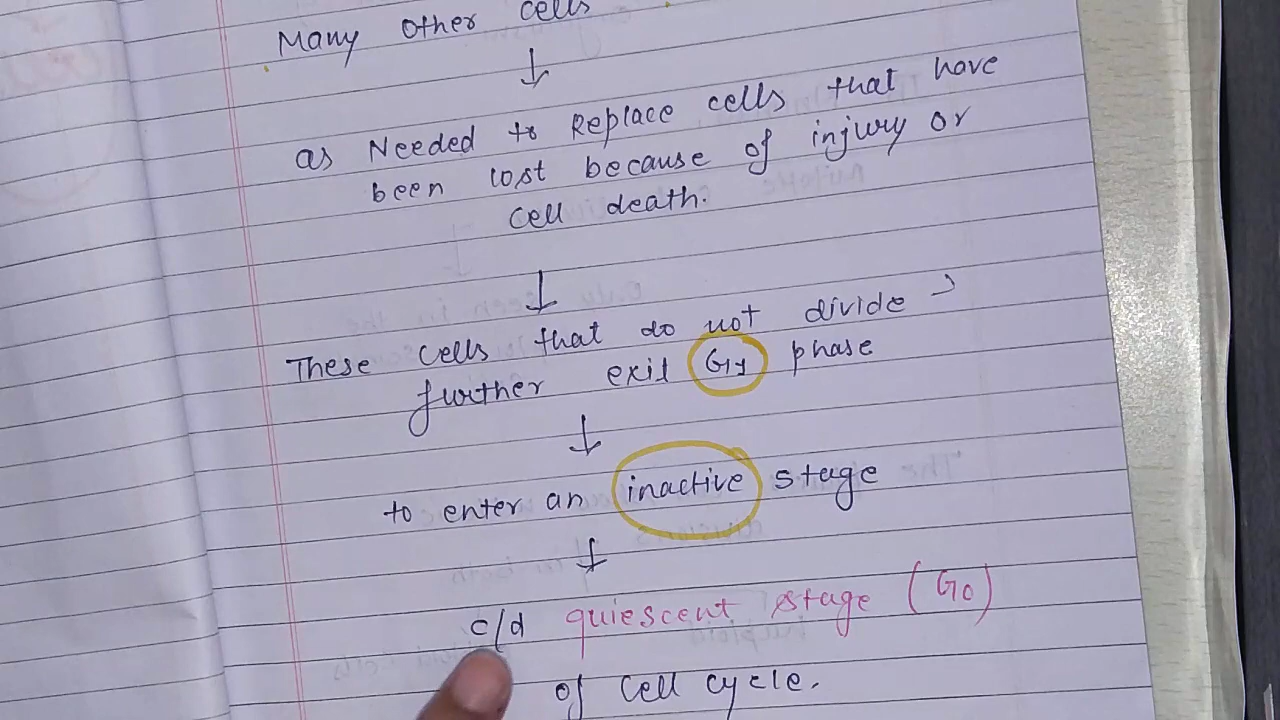 Many other cells
↓
as Needed to Replace cells that have
been lost because of injury or
cell death.
↓
These cells that do not divide
further exit G1 phase
↓
to enter an inactive stage
↓
c/d quiescent stage (G0)
of cell cycle.